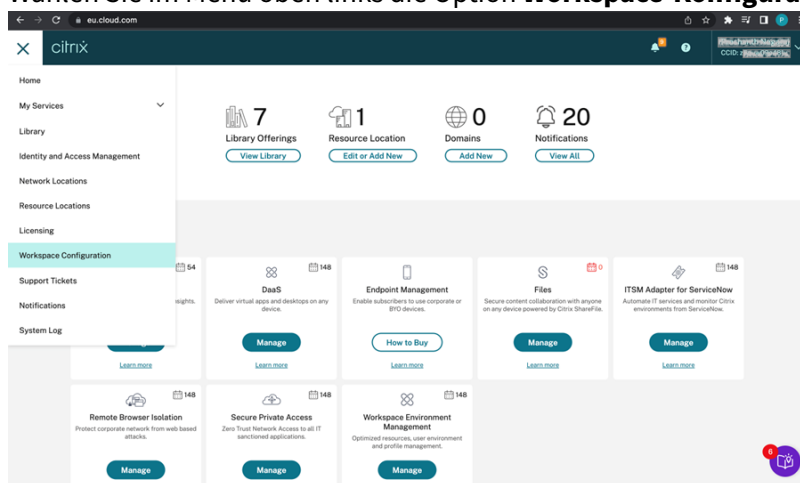 Wählen Sie im Menü oben links die Option Workspace-Konfigura
eu.cloud.com
citrix
CCID:
Home
My Services
Library
Identity and Access Management
Network Locations
Resource Locations
Licensing
Workspace Configuration
Support Tickets
Notifications
System Log
7
Library Offerings
View Library
1
Resource Location
Edit or Add New
0
Domains
Add New
20
Notifications
View All
54
insights.
Learn more
148
DaaS
Deliver virtual apps and desktops on any
device.
Manage
Learn more
Endpoint Management
Enable subscribers to use corporate or
BYO devices.
How to Buy
Learn more
0
Files
Secure content collaboration with anyone
on any device powered by Citrix ShareFile.
Manage
Learn more
148
ITSM Adapter for ServiceNow
Automate IT services and monitor Citrix
environments from ServiceNow.
Manage
Learn more
148
Remote Browser Isolation
Protect corporate network from web based
attacks.
Manage
148
Secure Private Access
Zero Trust Network Access to all IT
sanctioned applications.
Manage
148
Workspace Environment
Management
Optimized resources, user environment
and profile management.
Manage
6